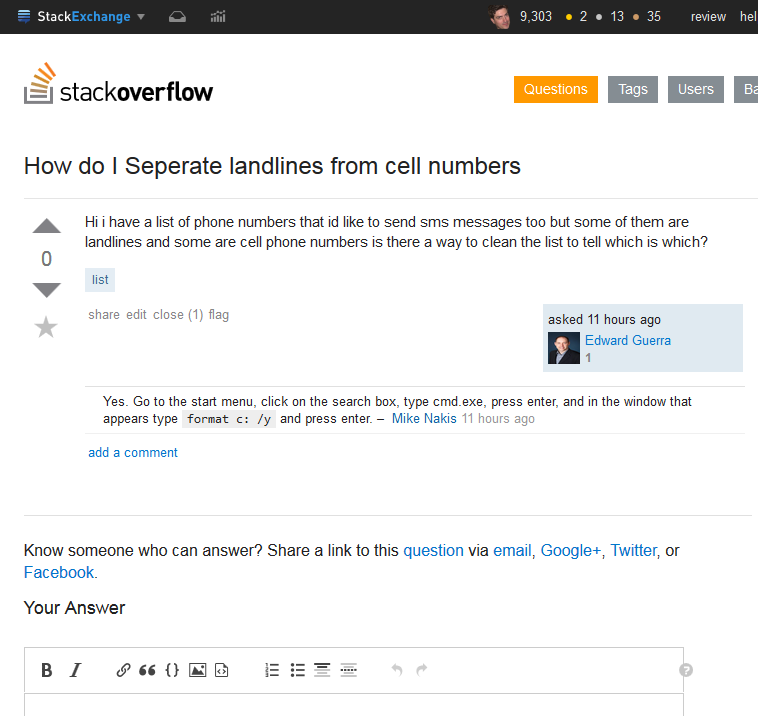 StackExchange 9,303 2 13 35 review hel
stackoverflow
Questions Tags Users Ba
How do I Seperate landlines from cell numbers
Hi i have a list of phone numbers that id like to send sms messages too but some of them are
landlines and some are cell phone numbers is there a way to clean the list to tell which is which?
0
list
share edit close (1) flag
asked 11 hours ago
Edward Guerra
1
Yes. Go to the start menu, click on the search box, type cmd.exe, press enter, and in the window that
appears type format c: /y and press enter. – Mike Nakis 11 hours ago
add a comment
Know someone who can answer? Share a link to this question via email, Google+, Twitter, or
Facebook.
Your Answer
B I